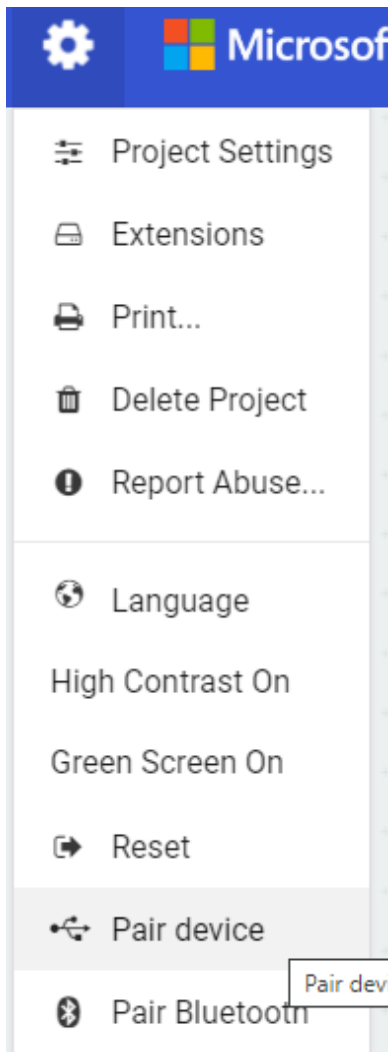 Microsof
Project Settings
Extensions
Print...
Delete Project
Report Abuse...
Language
High Contrast On
Green Screen On
Reset
Pair device
Pair dev
Pair Bluetooth